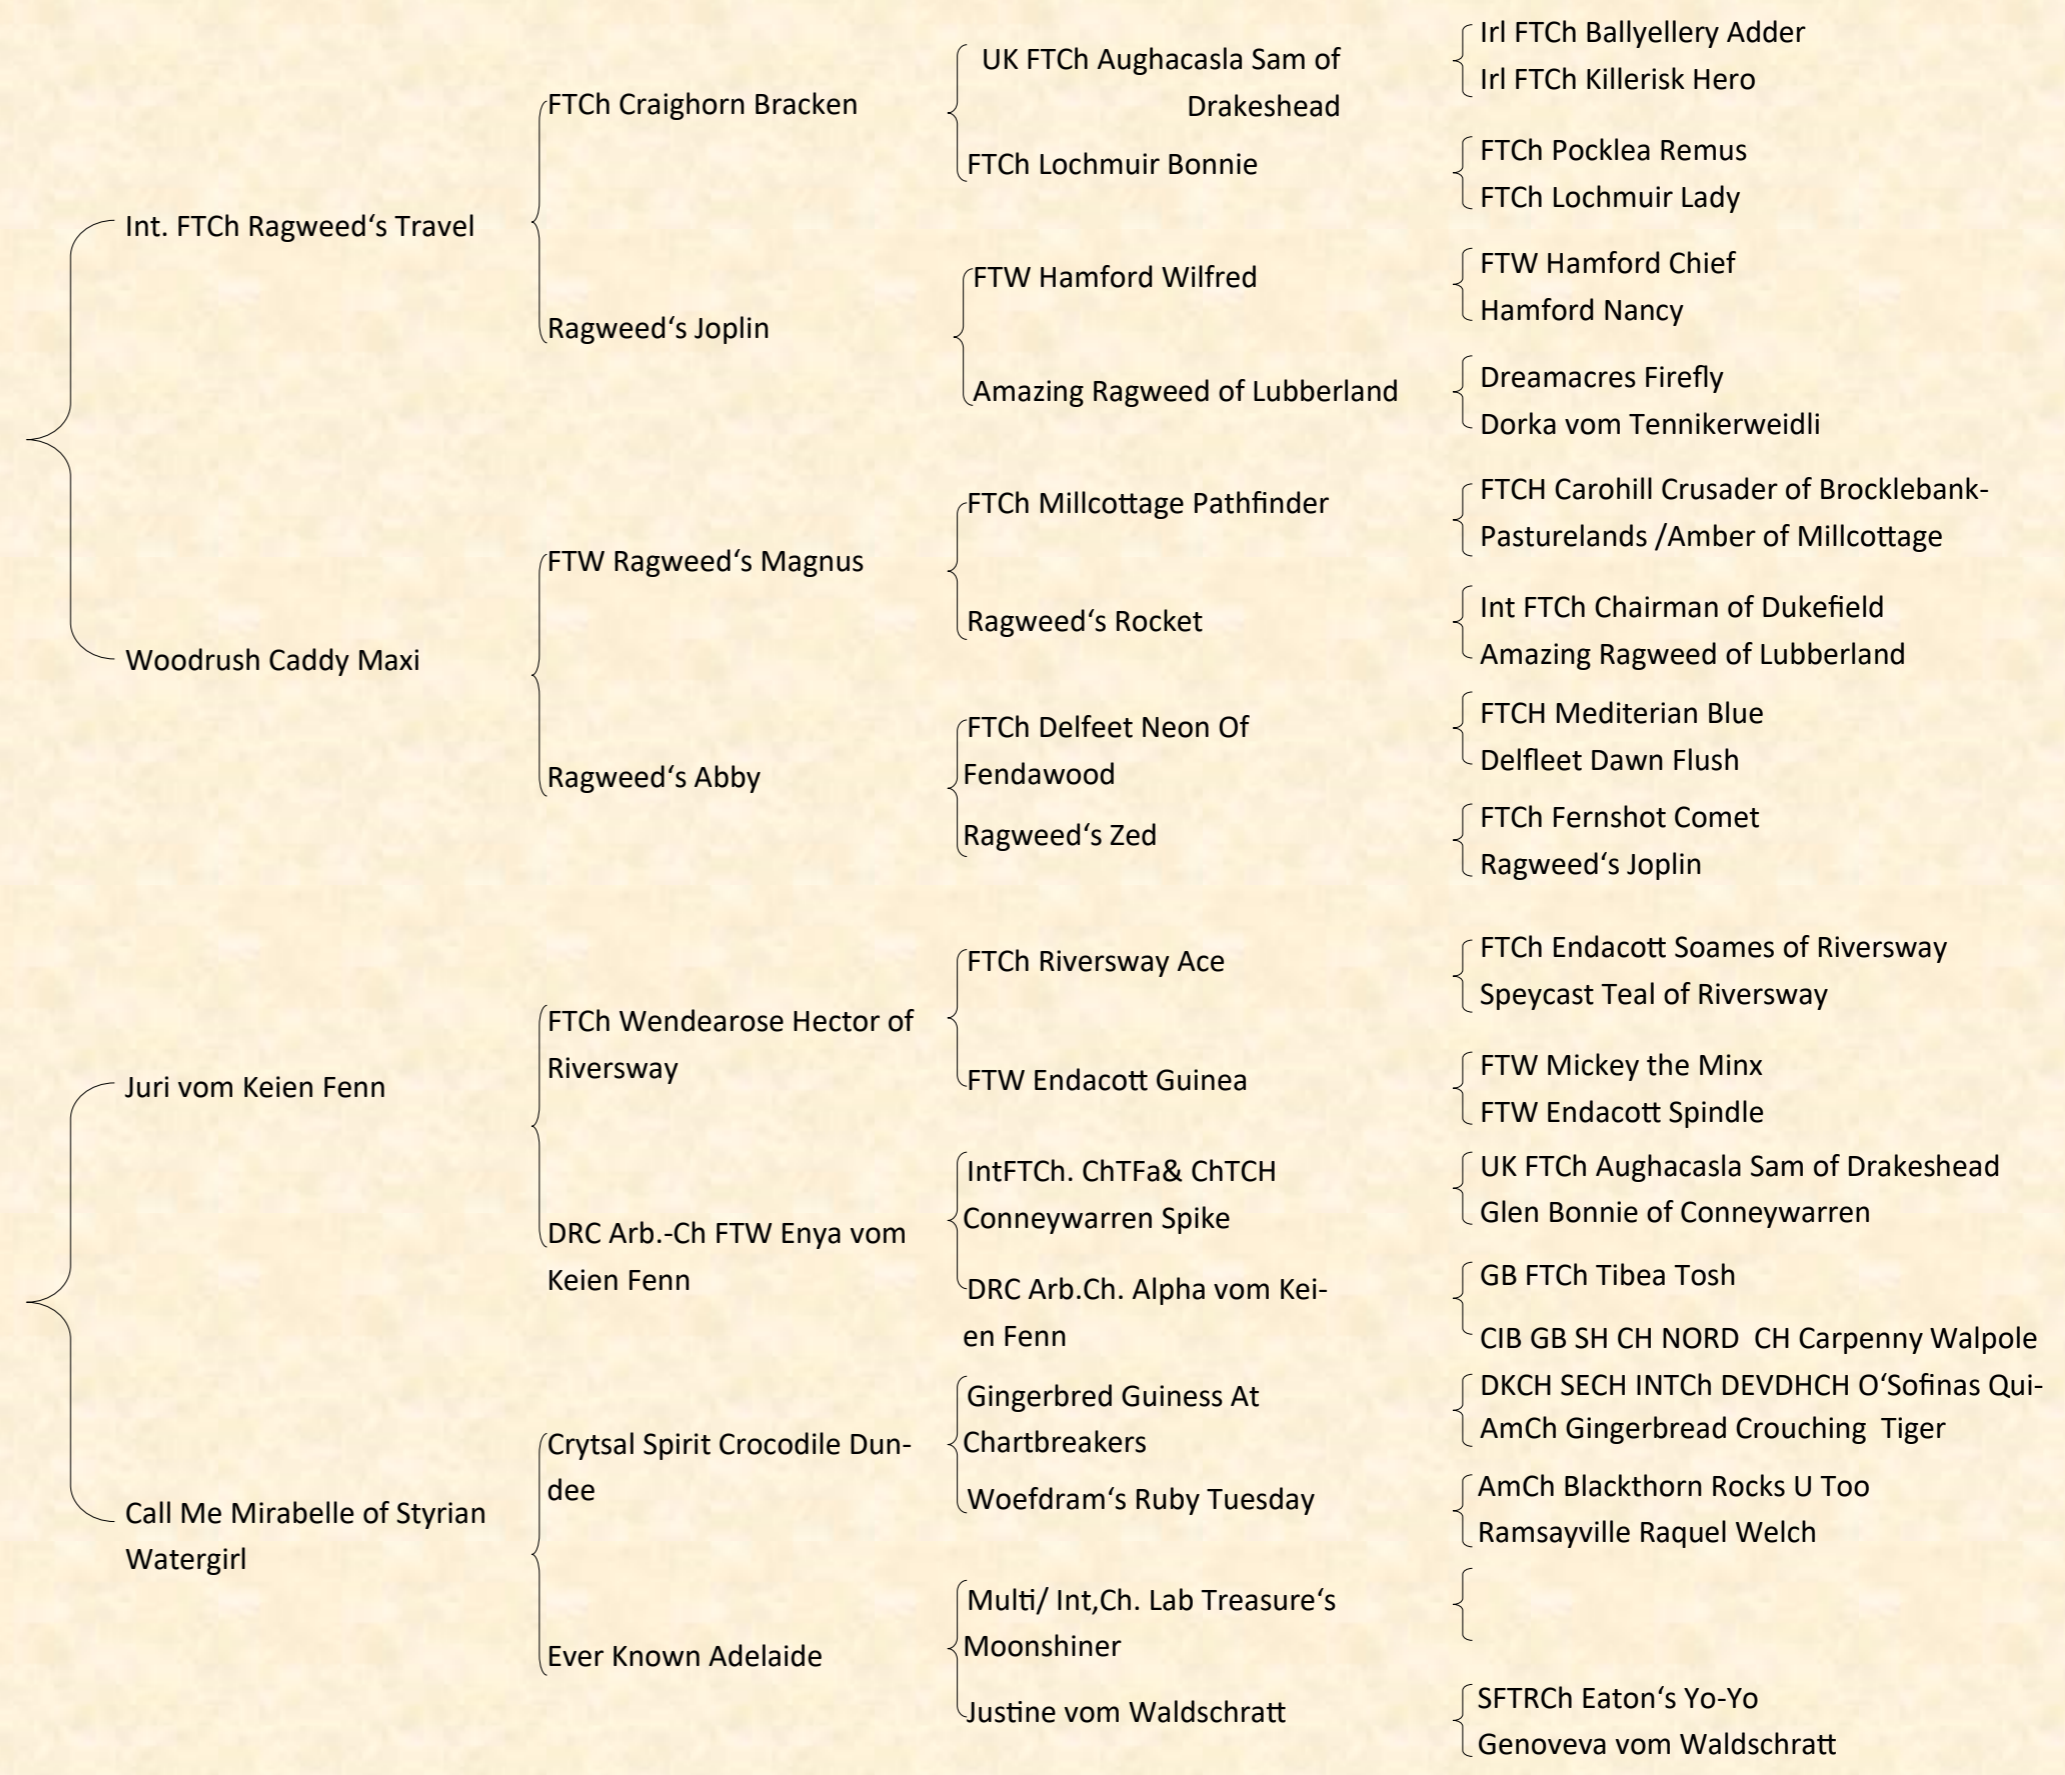 Int. FTCh Ragweed‘s Travel
Woodrush Caddy Maxi
FTCh Craighorn Bracken
Ragweed‘s Joplin
FTW Ragweed‘s Magnus
Ragweed‘s Abby
UK FTCh Aughacasla Sam of
Drakeshead
FTCh Lochmuir Bonnie
FTW Hamford Wilfred
Amazing Ragweed of Lubberland
FTCh Millcottage Pathfinder
Ragweed‘s Rocket
FTCh Delfeet Neon Of
Fendawood
Ragweed‘s Zed
Irl FTCh Ballyellery Adder
Irl FTCh Killerisk Hero
FTCh Pocklea Remus
FTCh Lochmuir Lady
FTW Hamford Chief
Hamford Nancy
Dreamacres Firefly
Dorka vom Tennikerweidli
FTCH Carohill Crusader of Brocklebank-
Pasturelands /Amber of Millcottage
Int FTCh Chairman of Dukefield
Amazing Ragweed of Lubberland
FTCH Mediterian Blue
Delfleet Dawn Flush
FTCh Fernshot Comet
Ragweed‘s Joplin
Juri vom Keien Fenn
Call Me Mirabelle of Styrian
Watergirl
FTCh Wendearose Hector of
Riversway
DRC Arb.-Ch FTW Enya vom
Keien Fenn
Crytsal Spirit Crocodile Dun-
dee
Ever Known Adelaide
FTCh Riversway Ace
FTW Endacott Guinea
IntFTCh. ChTFa& ChTCH
Conneywarren Spike
DRC Arb.Ch. Alpha vom Kei-
en Fenn
Gingerbred Guiness At
Chartbreakers
Woefdram‘s Ruby Tuesday
Multi/ Int,Ch. Lab Treasure‘s
Moonshiner
Justine vom Waldschratt
FTCh Endacott Soames of Riversway
Speycast Teal of Riversway
FTW Mickey the Minx
FTW Endacott Spindle
UK FTCh Aughacasla Sam of Drakeshead
Glen Bonnie of Conneywarren
GB FTCh Tibea Tosh
CIB GB SH CH NORD  CH Carpenny Walpole
DKCH SECH INTCh DEVDHCH O‘Sofinas Qui-
AmCh Gingerbread Crouching  Tiger
AmCh Blackthorn Rocks U Too
Ramsayville Raquel Welch
SFTRCh Eaton‘s Yo-Yo
Genoveva vom Waldschratt